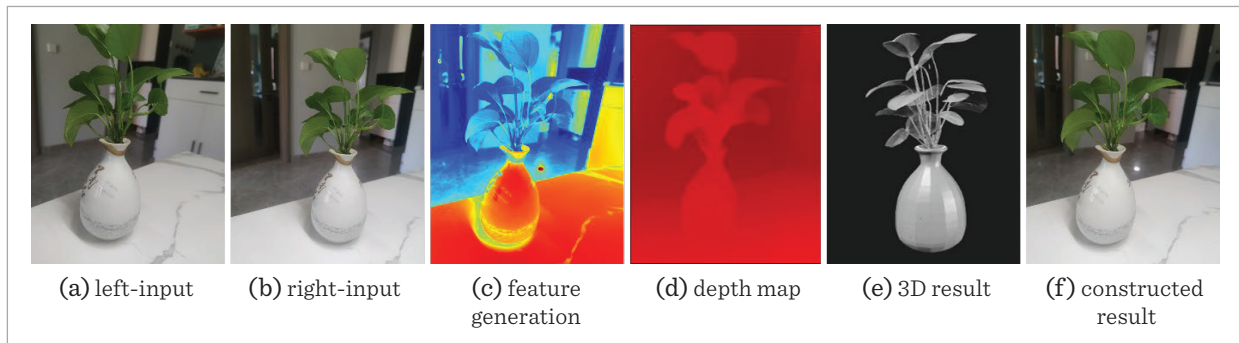 (a) left-input
(b) right-input
(c) feature
generation
(d) depth map
(e) 3D result
(f) constructed
result